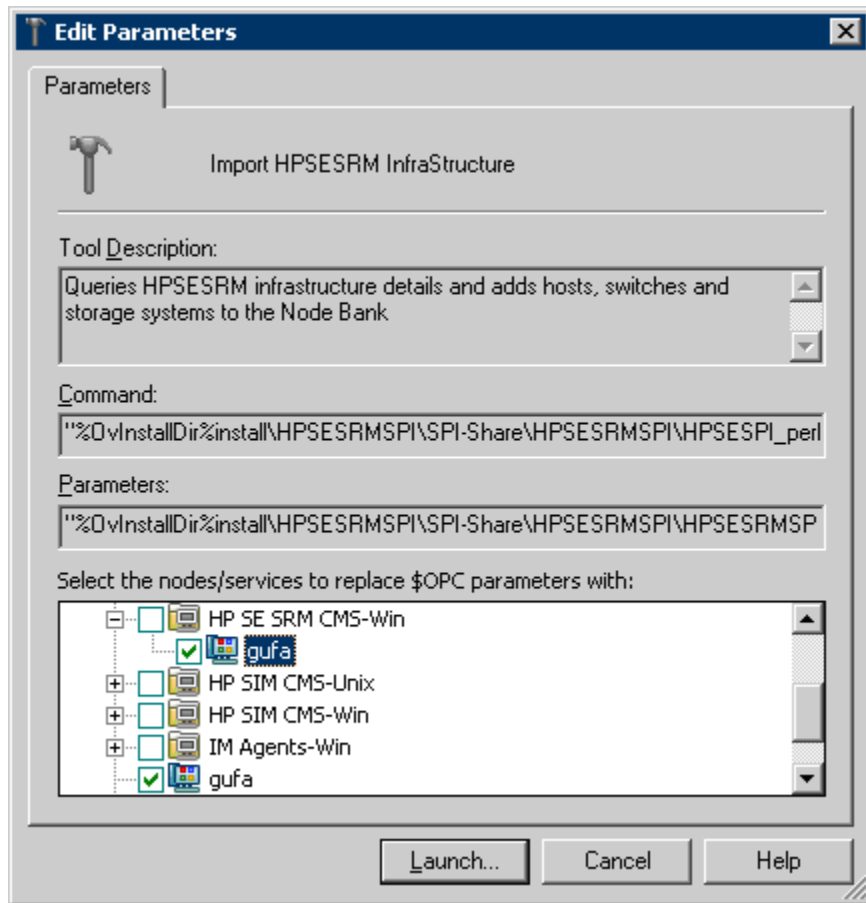 Edit Parameters
Parameters
Import HPSESRM InfraStructure
Tool Description:
Queries HPSESRM infrastructure details and adds hosts, switches and
storage systems to the Node Bank
Command:
"%OvInstallDir%install\HPSESRMSPI\SPI-Share\HPSESRMSPI\HPSESPI_perl
Parameters:
"%OvInstallDir%install\HPSESRMSPI\SPI-Share\HPSESRMSPI\HPSESRMSP
Select the nodes/services to replace $OPC parameters with:
HP SE SRM CMS-Win
gufa
HP SIM CMS-Unix
HP SIM CMS-Win
IM Agents-Win
gufa
Launch... Cancel Help